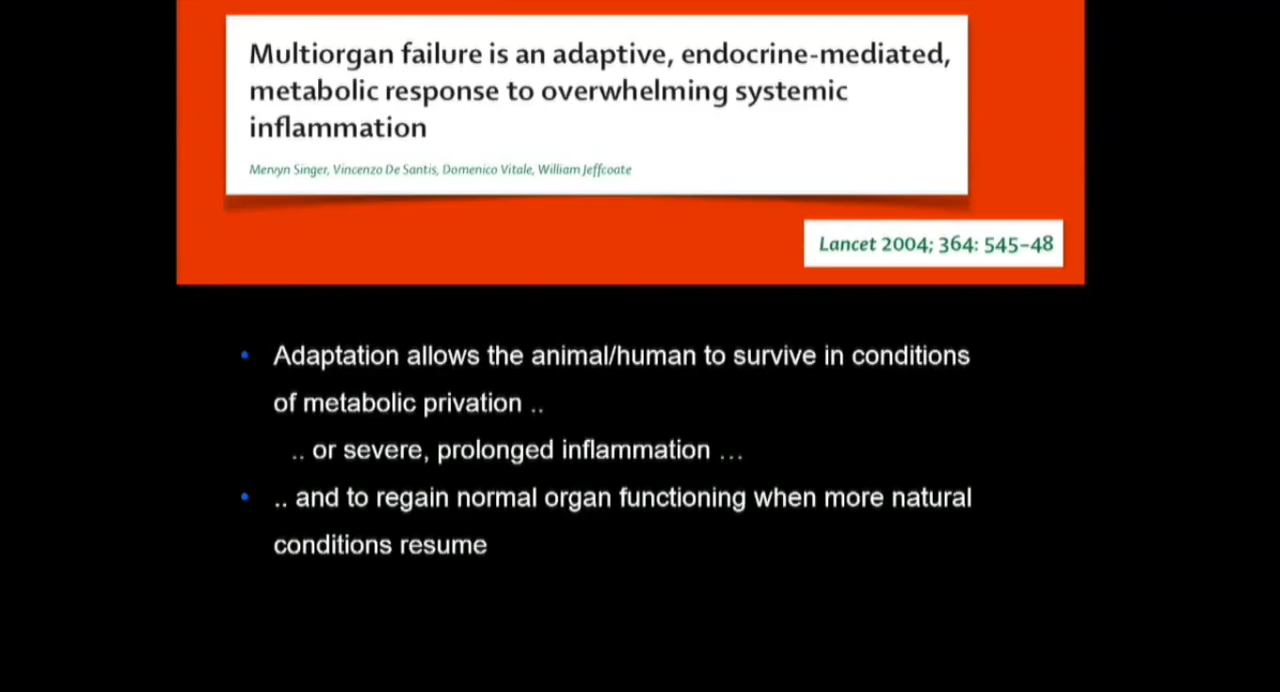 Multiorgan failure is an adaptive, endocrine-mediated,
metabolic response to overwhelming systemic
inflammation
Mervyn Singer, Vincenzo De Santis, Domenico Vitale, William Jeffcoate
Lancet 2004; 364: 545–48
• Adaptation allows the animal/human to survive in conditions
of metabolic privation ..
.. or severe, prolonged inflammation ...
• .. and to regain normal organ functioning when more natural
conditions resume